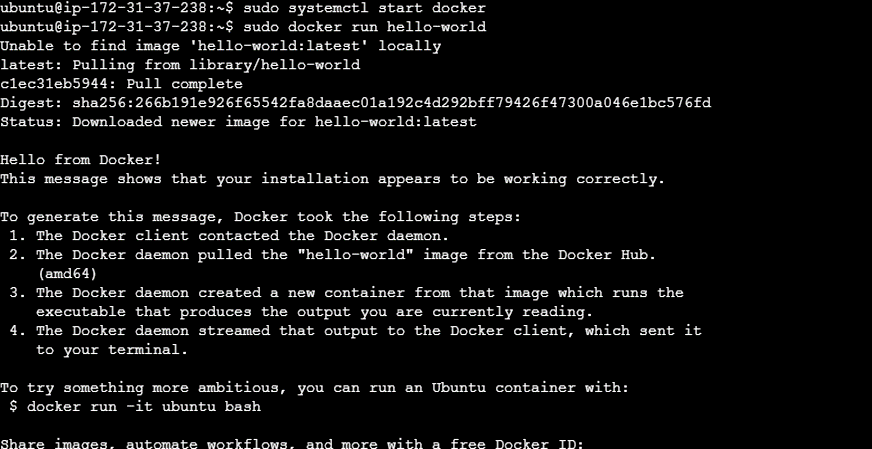 ubuntu@ip-172-31-37-238:~$ sudo systemctl start docker
ubuntu@ip-172-31-37-238:~$ sudo docker run hello-world
Unable to find image 'hello-world:latest' locally
latest: Pulling from library/hello-world
c1ec31eb5944: Pull complete
Digest: sha256:266b191e926f65542fa8daaec01a192c4d292bff79426f47300a046e1bc576fd
Status: Downloaded newer image for hello-world:latest
Hello from Docker!
This message shows that your installation appears to be working correctly.
To generate this message, Docker took the following steps:
1. The Docker client contacted the Docker daemon.
2. The Docker daemon pulled the "hello-world" image from the Docker Hub.
(amd64)
3. The Docker daemon created a new container from that image which runs the
executable that produces the output you are currently reading.
4. The Docker daemon streamed that output to the Docker client, which sent it
to your terminal.
To try something more ambitious, you can run an Ubuntu container with:
$ docker run -it ubuntu bash
Share images, automate workflows, and more with a free Docker ID: